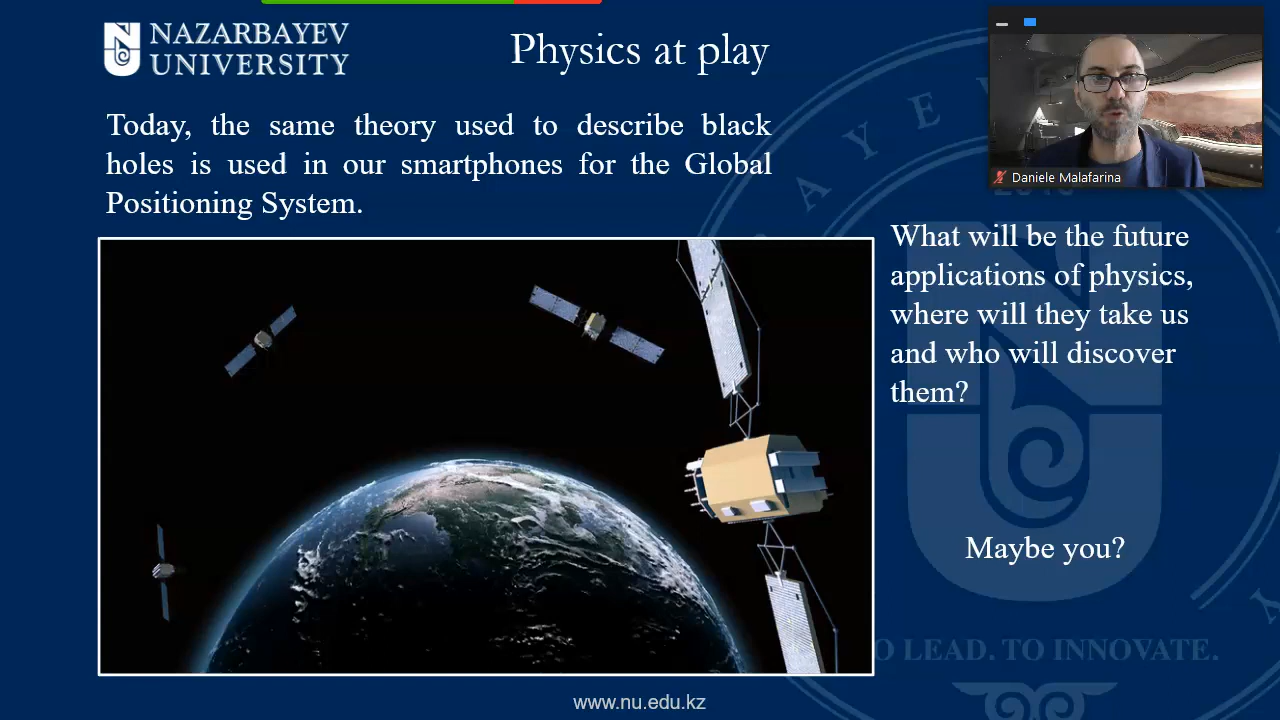 NAZARBAYEV
UNIVERSITY
Physics at play
Today, the same theory used to describe black
holes is used in our smartphones for the Global
Positioning System.
Daniele Malafarina
What will be the future
applications of physics,
where will they take us
and who will discover
them?
Maybe you?
LEAD. TO INNOVATE.
www.nu.edu.kz